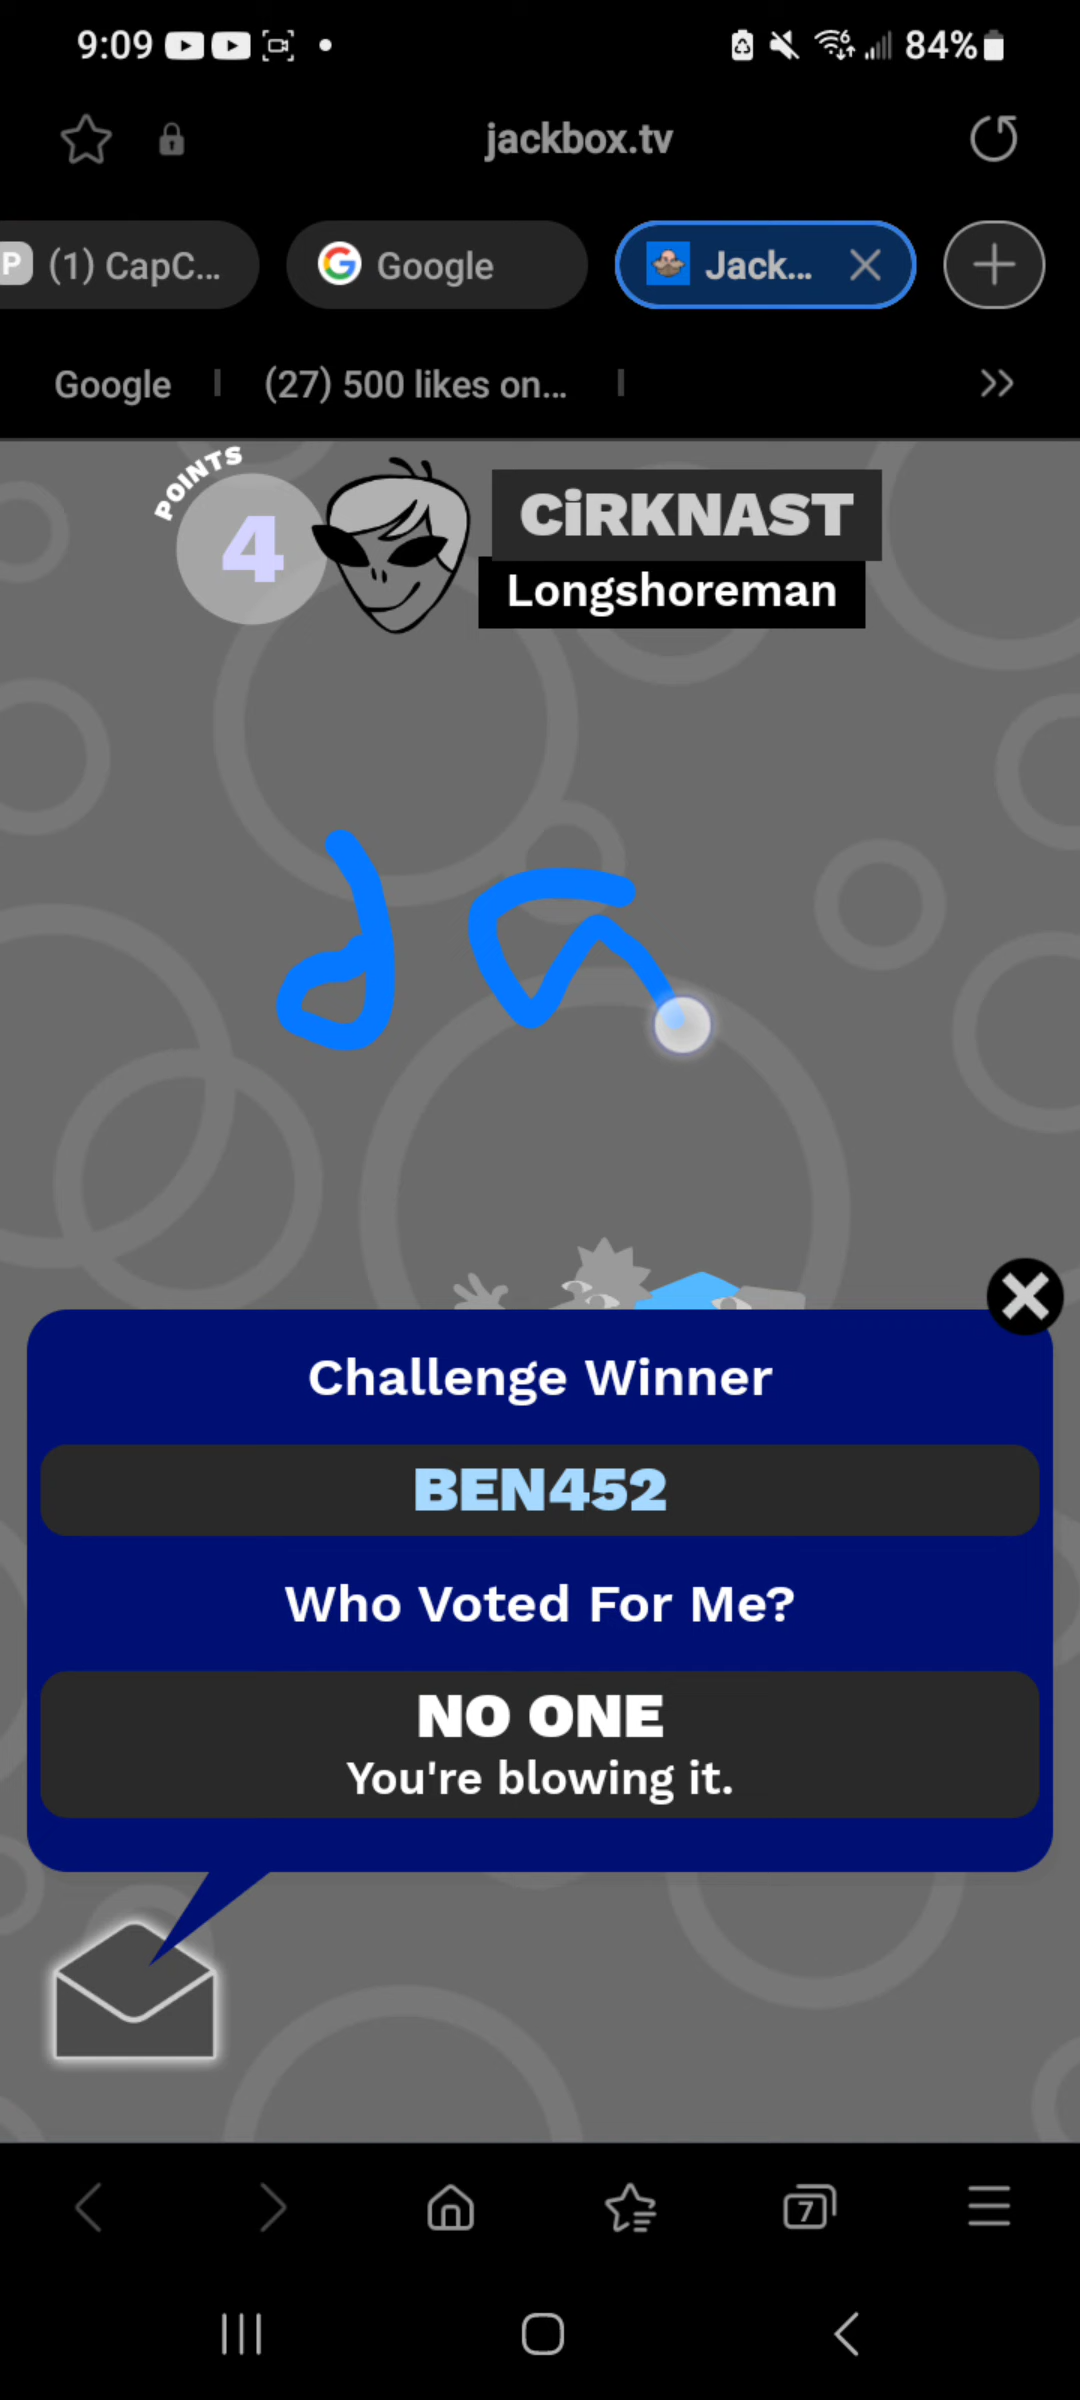 9:09 84%
jackbox.tv
P (1) CapC... Google Jack...
Google (27) 500 likes on...
POINTS
4
CiRKNAST
Longshoreman
Challenge Winner
BEN452
Who Voted For Me?
NO ONE
You're blowing it.
7